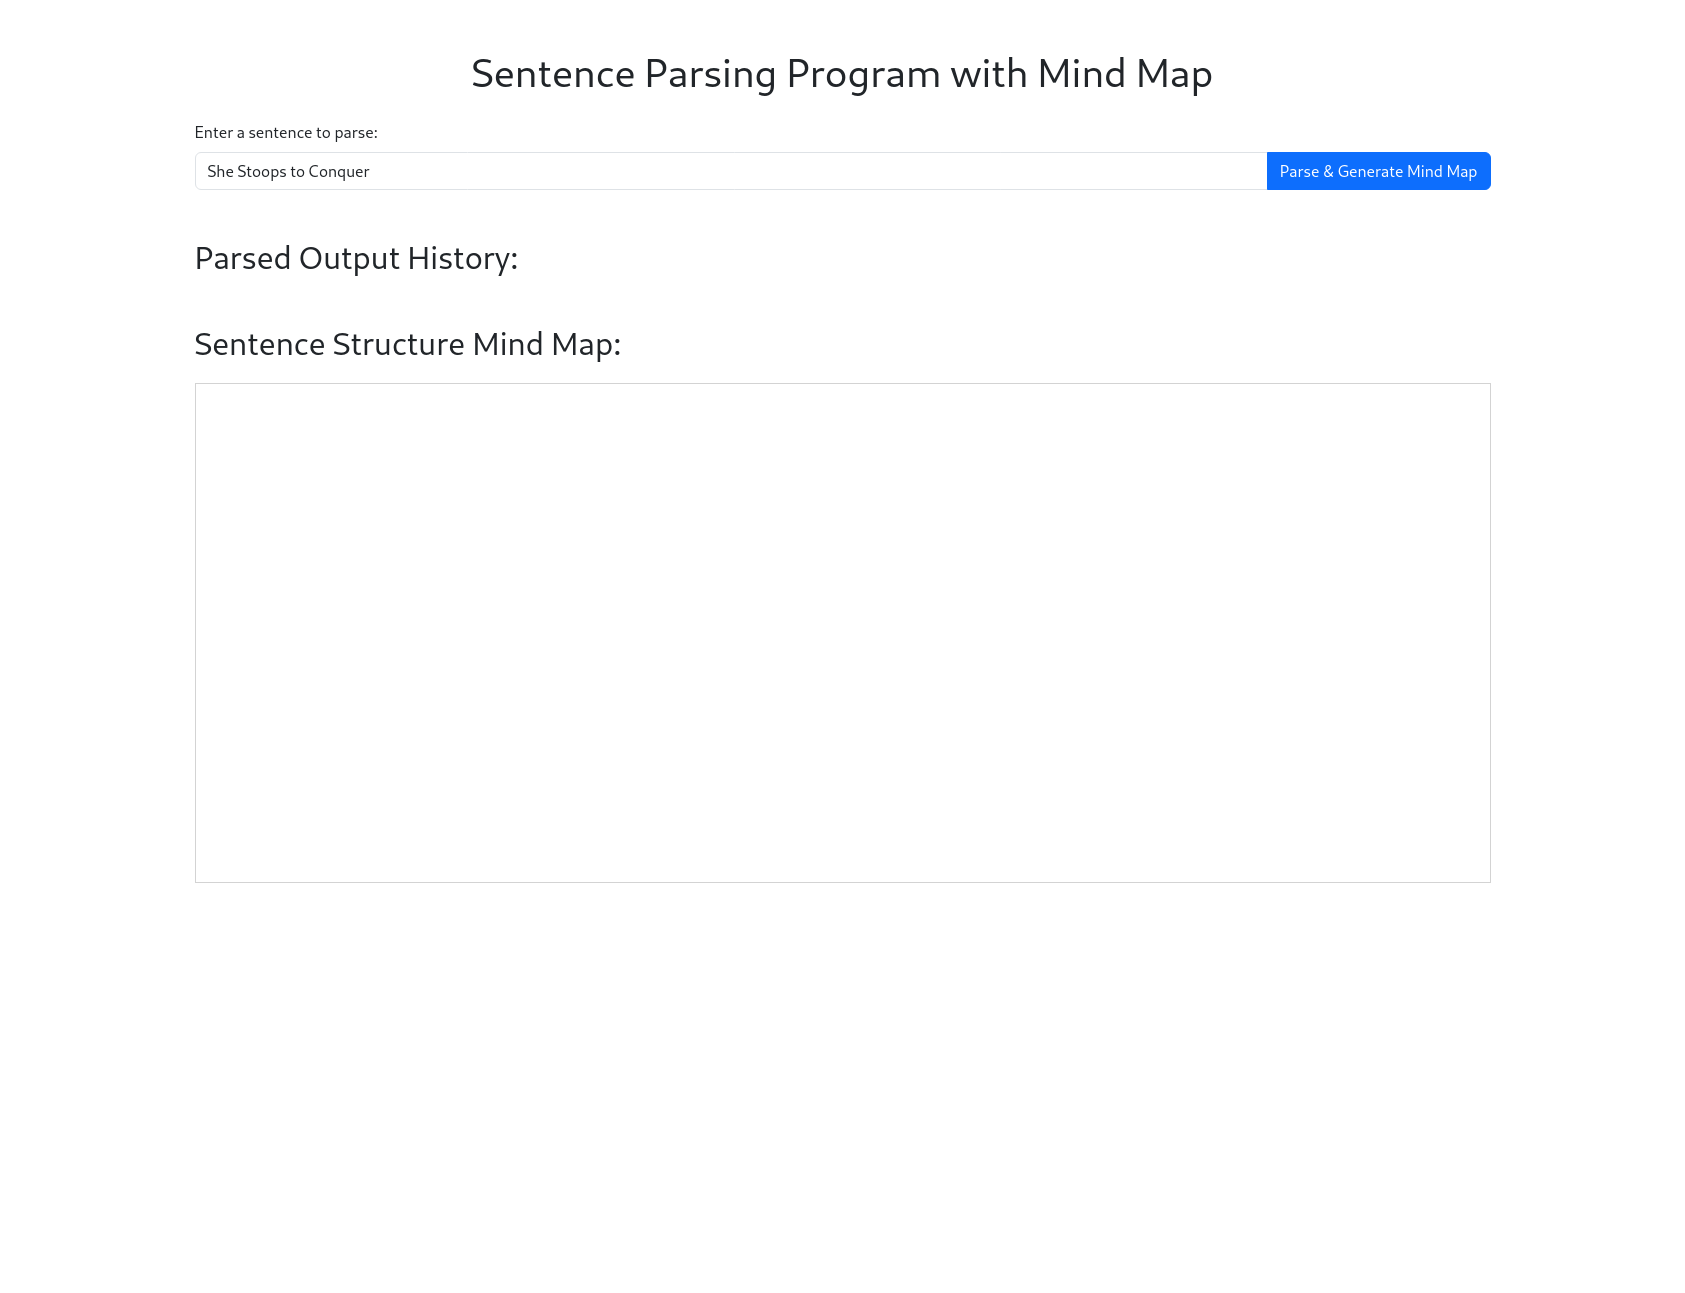 Sentence Parsing Program with Mind Map
Enter a sentence to parse:
She Stoops to Conquer
Parse & Generate Mind Map
Parsed Output History:
Sentence Structure Mind Map: